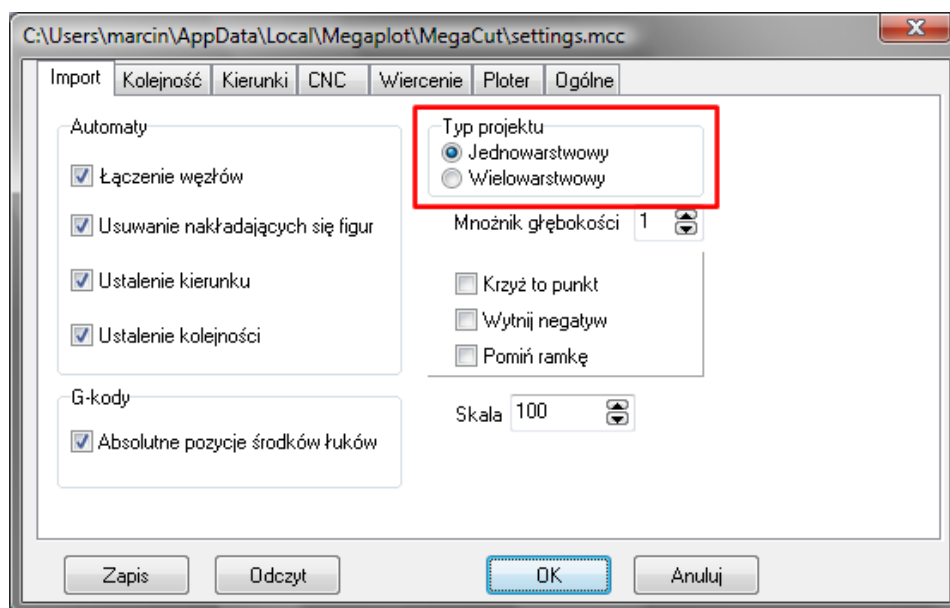 C:\Users\marcin\AppData\Local\Megaplot\MegaCut\settings.mcc
Import Kolejność Kierunki CNC Wiercenie Ploter Ogólne
Automaty
Łączenie węzłów
Usuwanie nakładających się figur
Ustalenie kierunku
Ustalenie kolejności
G-kody
Absolutne pozycje środków łuków
Typ projektu
Jednowarstwowy
Wielowarstwowy
Mnożnik głębokości 1
Krzyż to punkt
Wytnij negatyw
Pomiń ramkę
Skala 100
Zapis Odczyt OK Anuluj